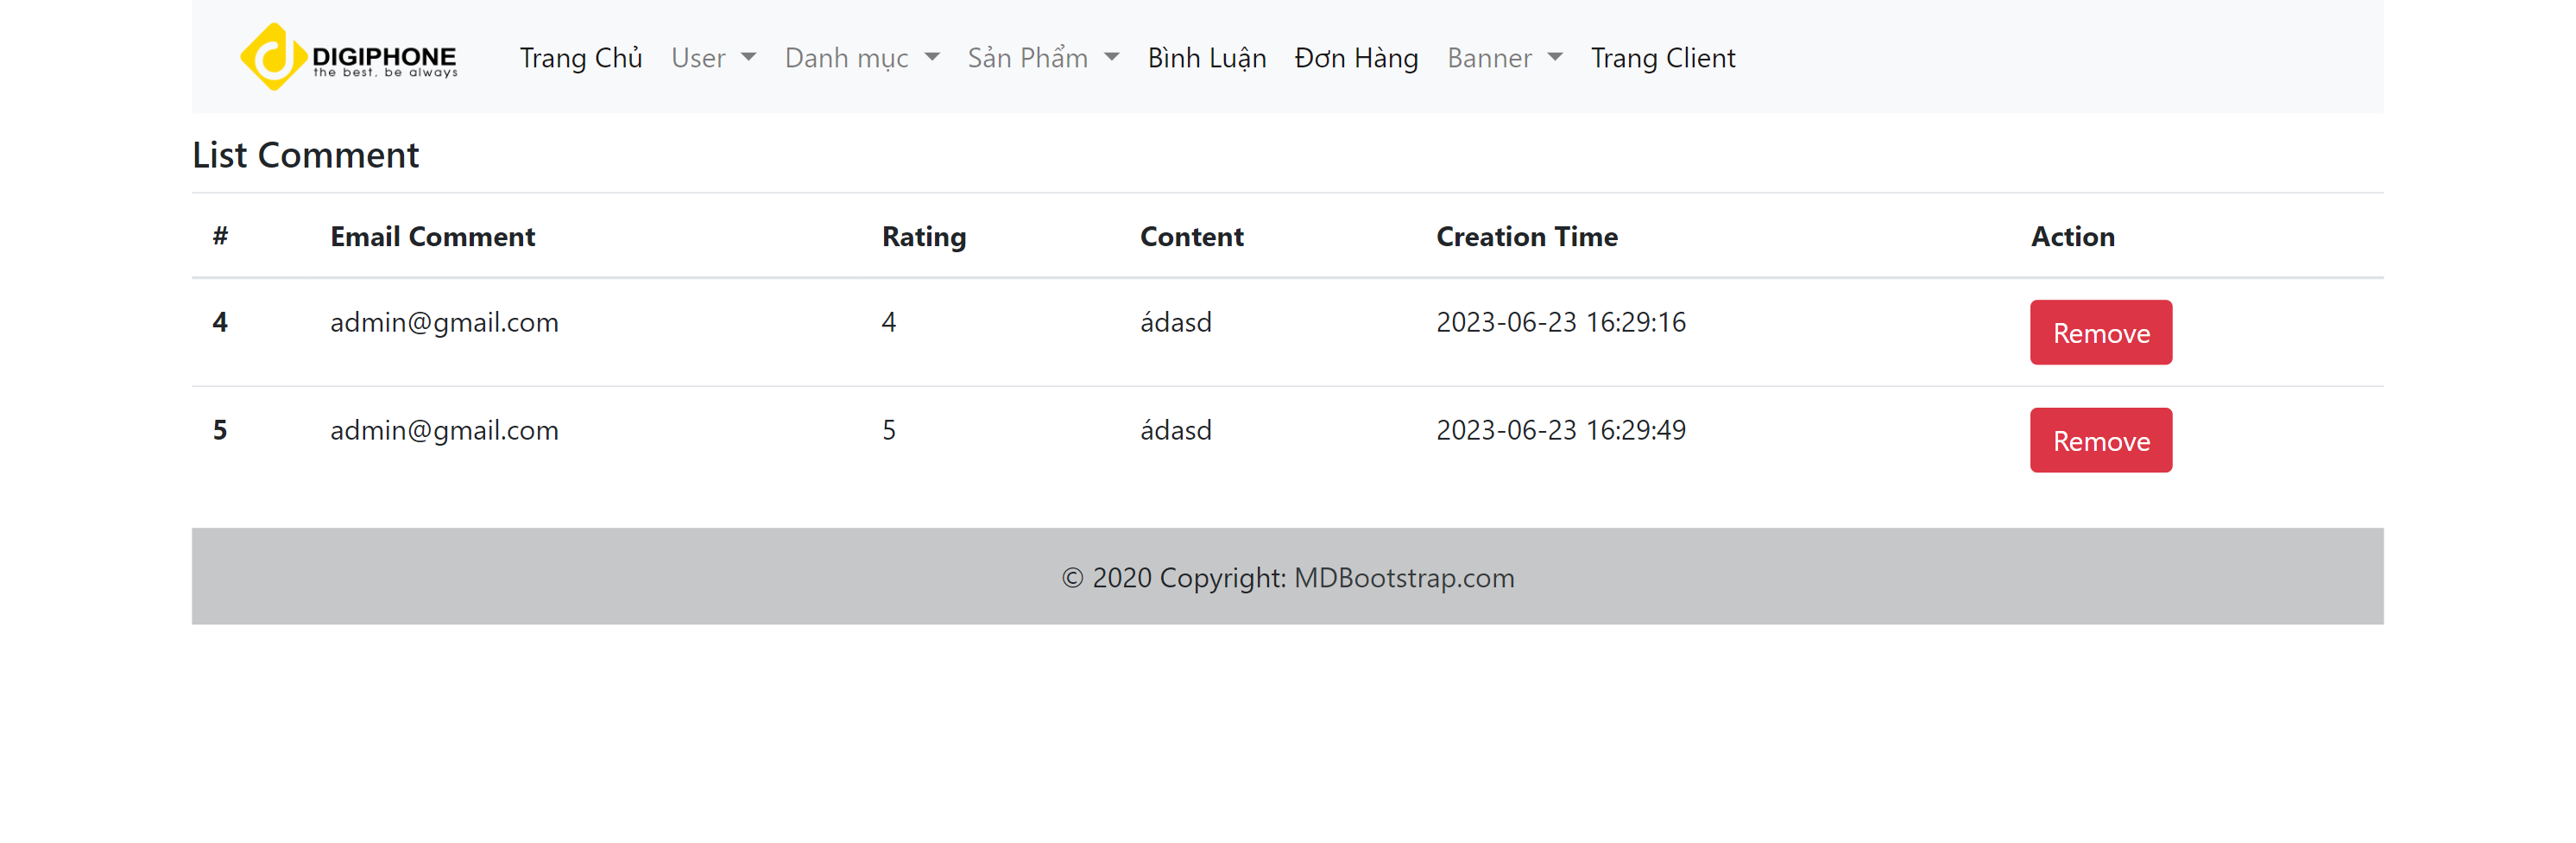 DIGIPHONE
the best, be always
Trang Chủ User Danh mục Sản Phẩm Bình Luận Đơn Hàng Banner Trang Client
List Comment
# Email Comment Rating Content Creation Time Action
4 admin@gmail.com 4 ádasd 2023-06-23 16:29:16 Remove
5 admin@gmail.com 5 ádasd 2023-06-23 16:29:49 Remove
© 2020 Copyright: MDBootstrap.com